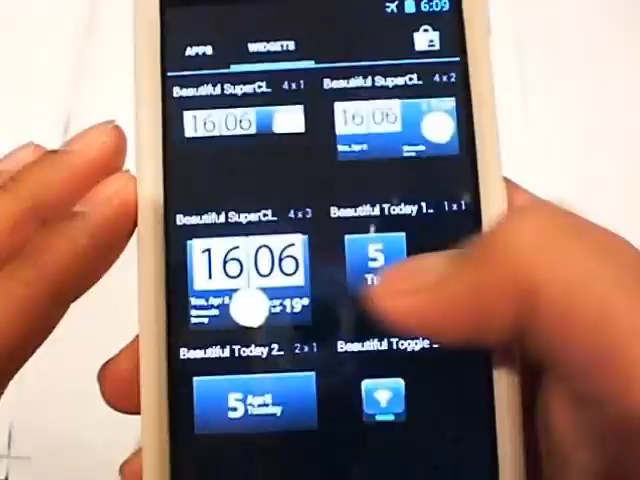 6:09
APPS WIDGETS
Beautiful SuperCl.. 4 x 1
Beautiful SuperCl.. 4 x 2
16 06
16 06
Beautiful SuperCl.. 4 x 3
Beautiful Today 1.. 1 x 1
16 06
5
19°
Beautiful Today 2.. 2 x 1
Beautiful Toggle
5 April
Tuesday